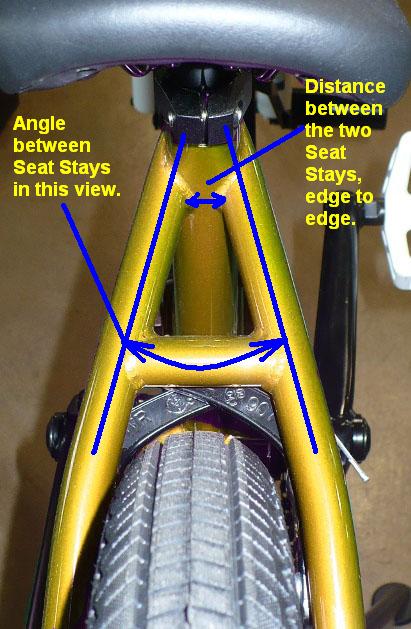 Angle
between
Seat Stays
in this view.
Distance
between
the two
Seat
Stays,
edge to
edge.